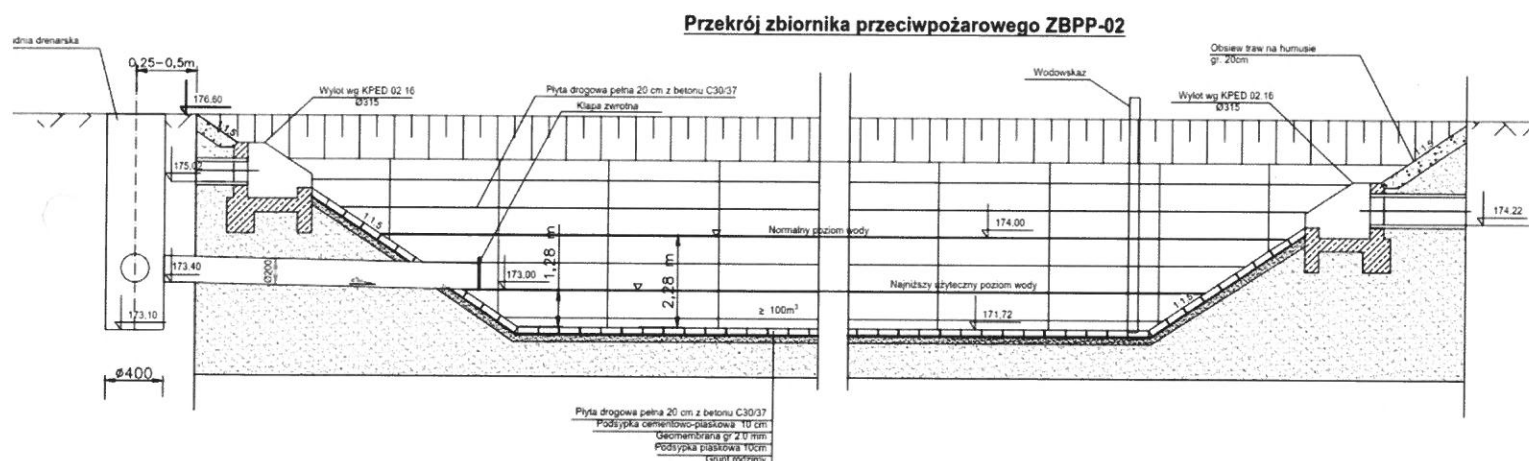 Przekrój zbiornika przeciwpożarowego ZBPP-02
drenarska
0,25-0,5m
Obsiew traw na humusie
gr. 20cm
Wodowskaz
176,60
Wylot wg KPED 02.16
Ø315
Płyta drogowa pełna 20 cm z betonu C30/37
Klapa zwrotna
Wylot wg KPED 02.16
Ø315
1:1,5
1:1,5
175,02
174,22
1:1,5
Normalny poziom wody
174,00
173,40
Ø200
173,00
1,28 m
2,28 m
Najniższy użyteczny poziom wody
1:1,5
≥ 100m³
171,72
173,10
Ø400
Płyta drogowa pełna 20 cm z betonu C30/37
Podsypka cementowo-piaskowa 10 cm
Geomembrana gr 2.0 mm
Podsypka piaskowa 10cm
Grunt rodzimy